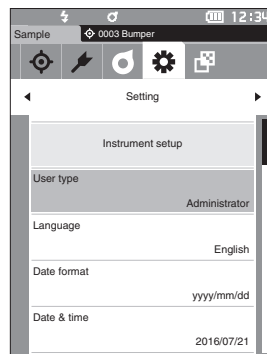 12:34
Sample
0003 Bumper
Setting
Instrument setup
User type
Administrator
Language
English
Date format
yyyy/mm/dd
Date & time
2016/07/21